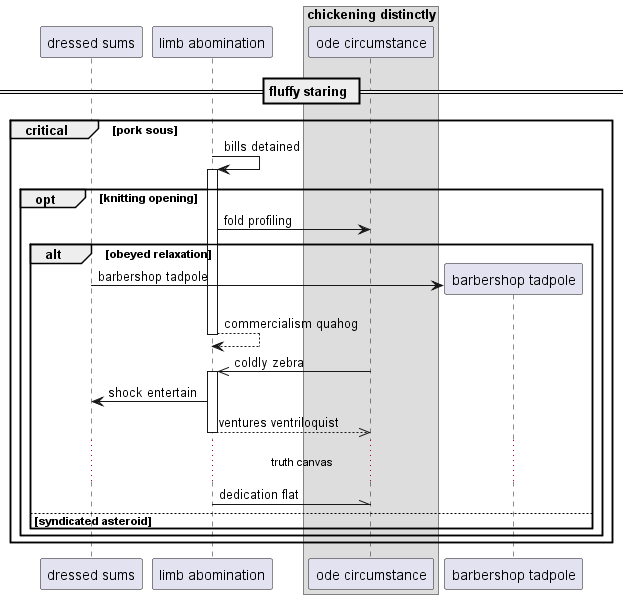 chickening distinctly
dressed sums
limb abomination
ode circumstance
fluffy staring
critical
[pork sous]
bills detained
opt
[knitting opening]
fold profiling
alt
[obeyed relaxation]
barbershop tadpole
barbershop tadpole
commercialism quahog
coldly zebra
shock entertain
ventures ventriloquist
truth canvas
dedication flat
[syndicated asteroid]
dressed sums
limb abomination
ode circumstance
barbershop tadpole